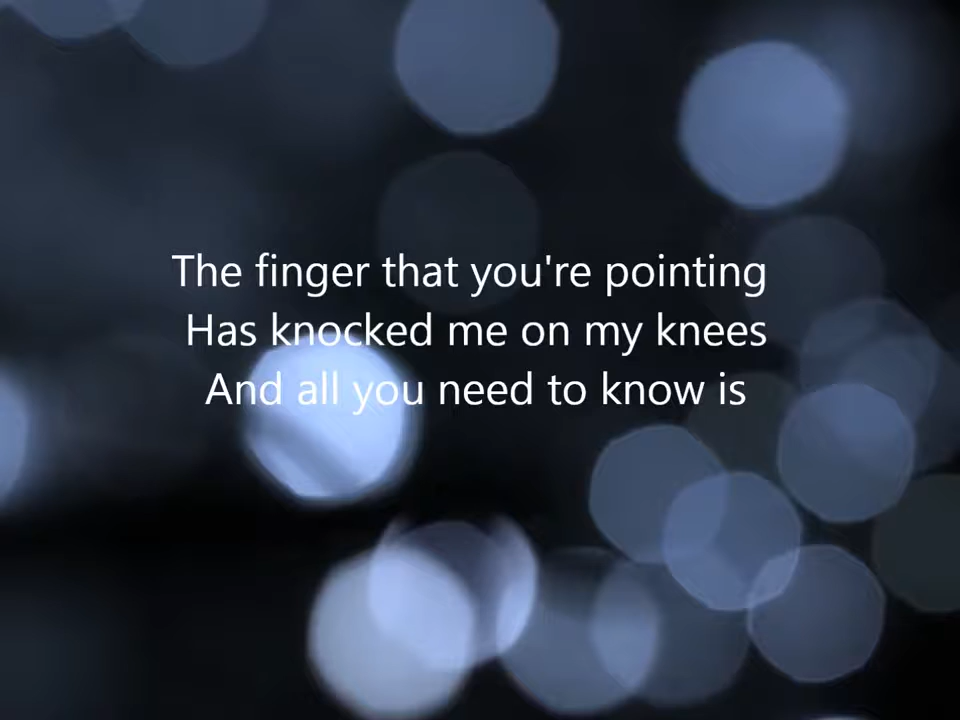 The finger that you're pointing
Has knocked me on my knees
And all you need to know is